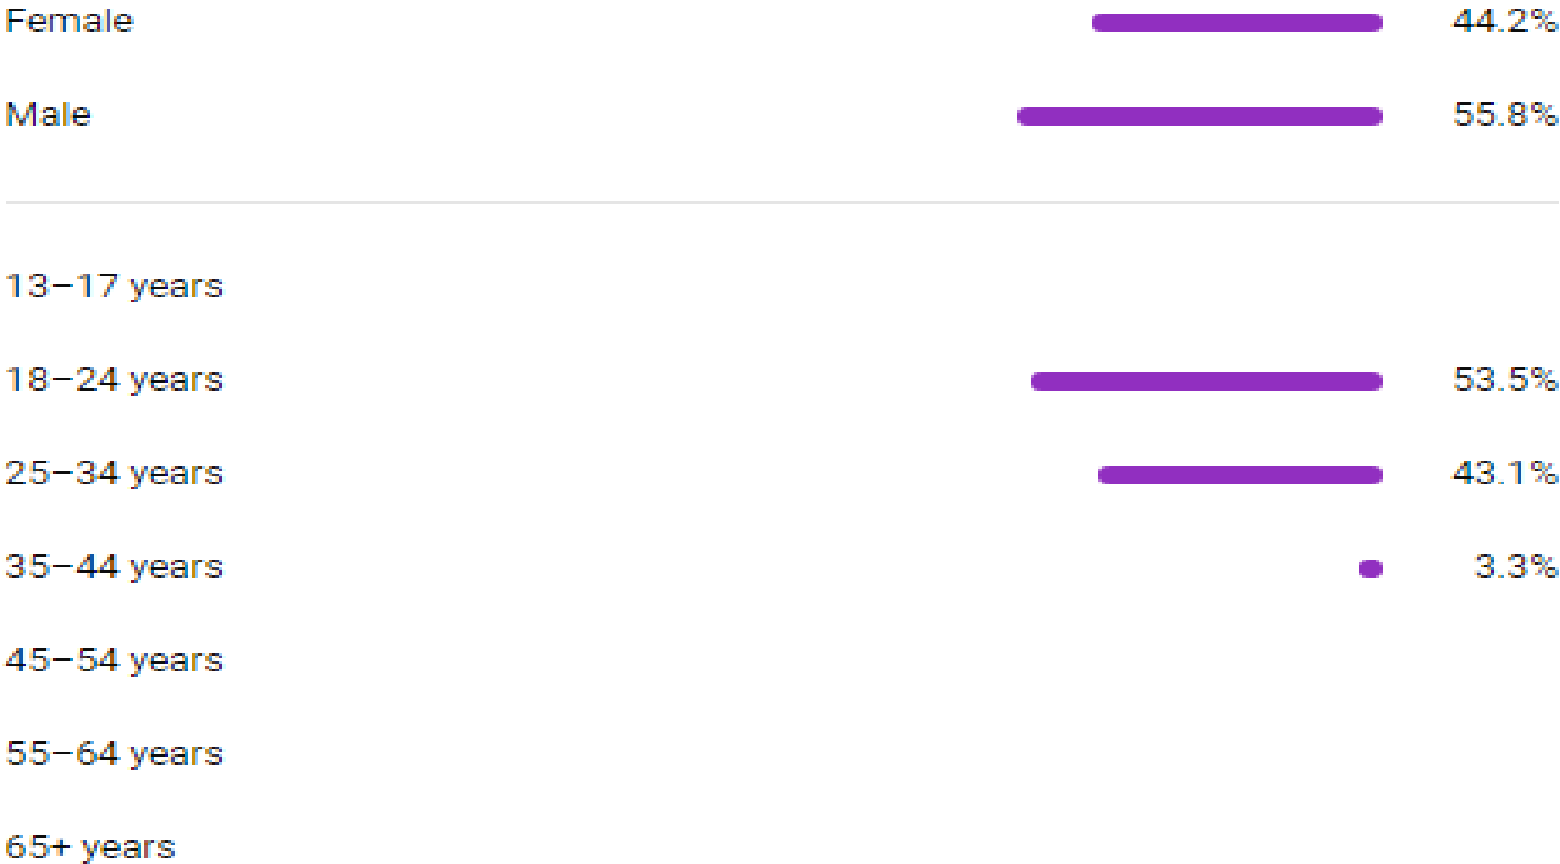 Female 44.2%
Male 55.8%
13–17 years
18–24 years 53.5%
25–34 years 43.1%
35–44 years 3.3%
45–54 years
55–64 years
65+ years